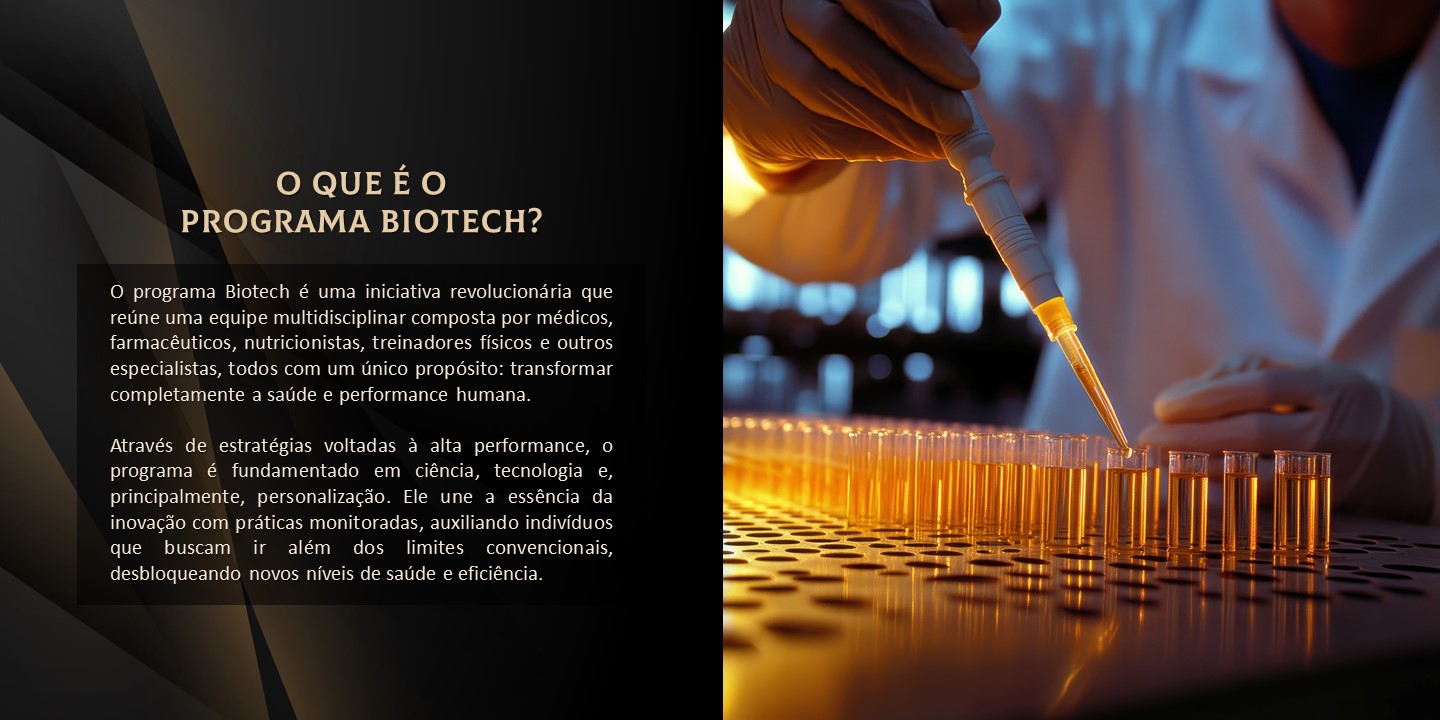 O QUE É O
PROGRAMA BIOTECH?
O programa Biotech é uma iniciativa revolucionária que
reúne uma equipe multidisciplinar composta por médicos,
farmacêuticos, nutricionistas, treinadores físicos e outros
especialistas, todos com um único propósito: transformar
completamente a saúde e performance humana.
Através de estratégias voltadas à alta performance, o
programa é fundamentado em ciência, tecnologia e,
principalmente, personalização. Ele une a essência da
inovação com práticas monitoradas, auxiliando indivíduos
que buscam ir além dos limites convencionais,
desbloqueando novos níveis de saúde e eficiência.